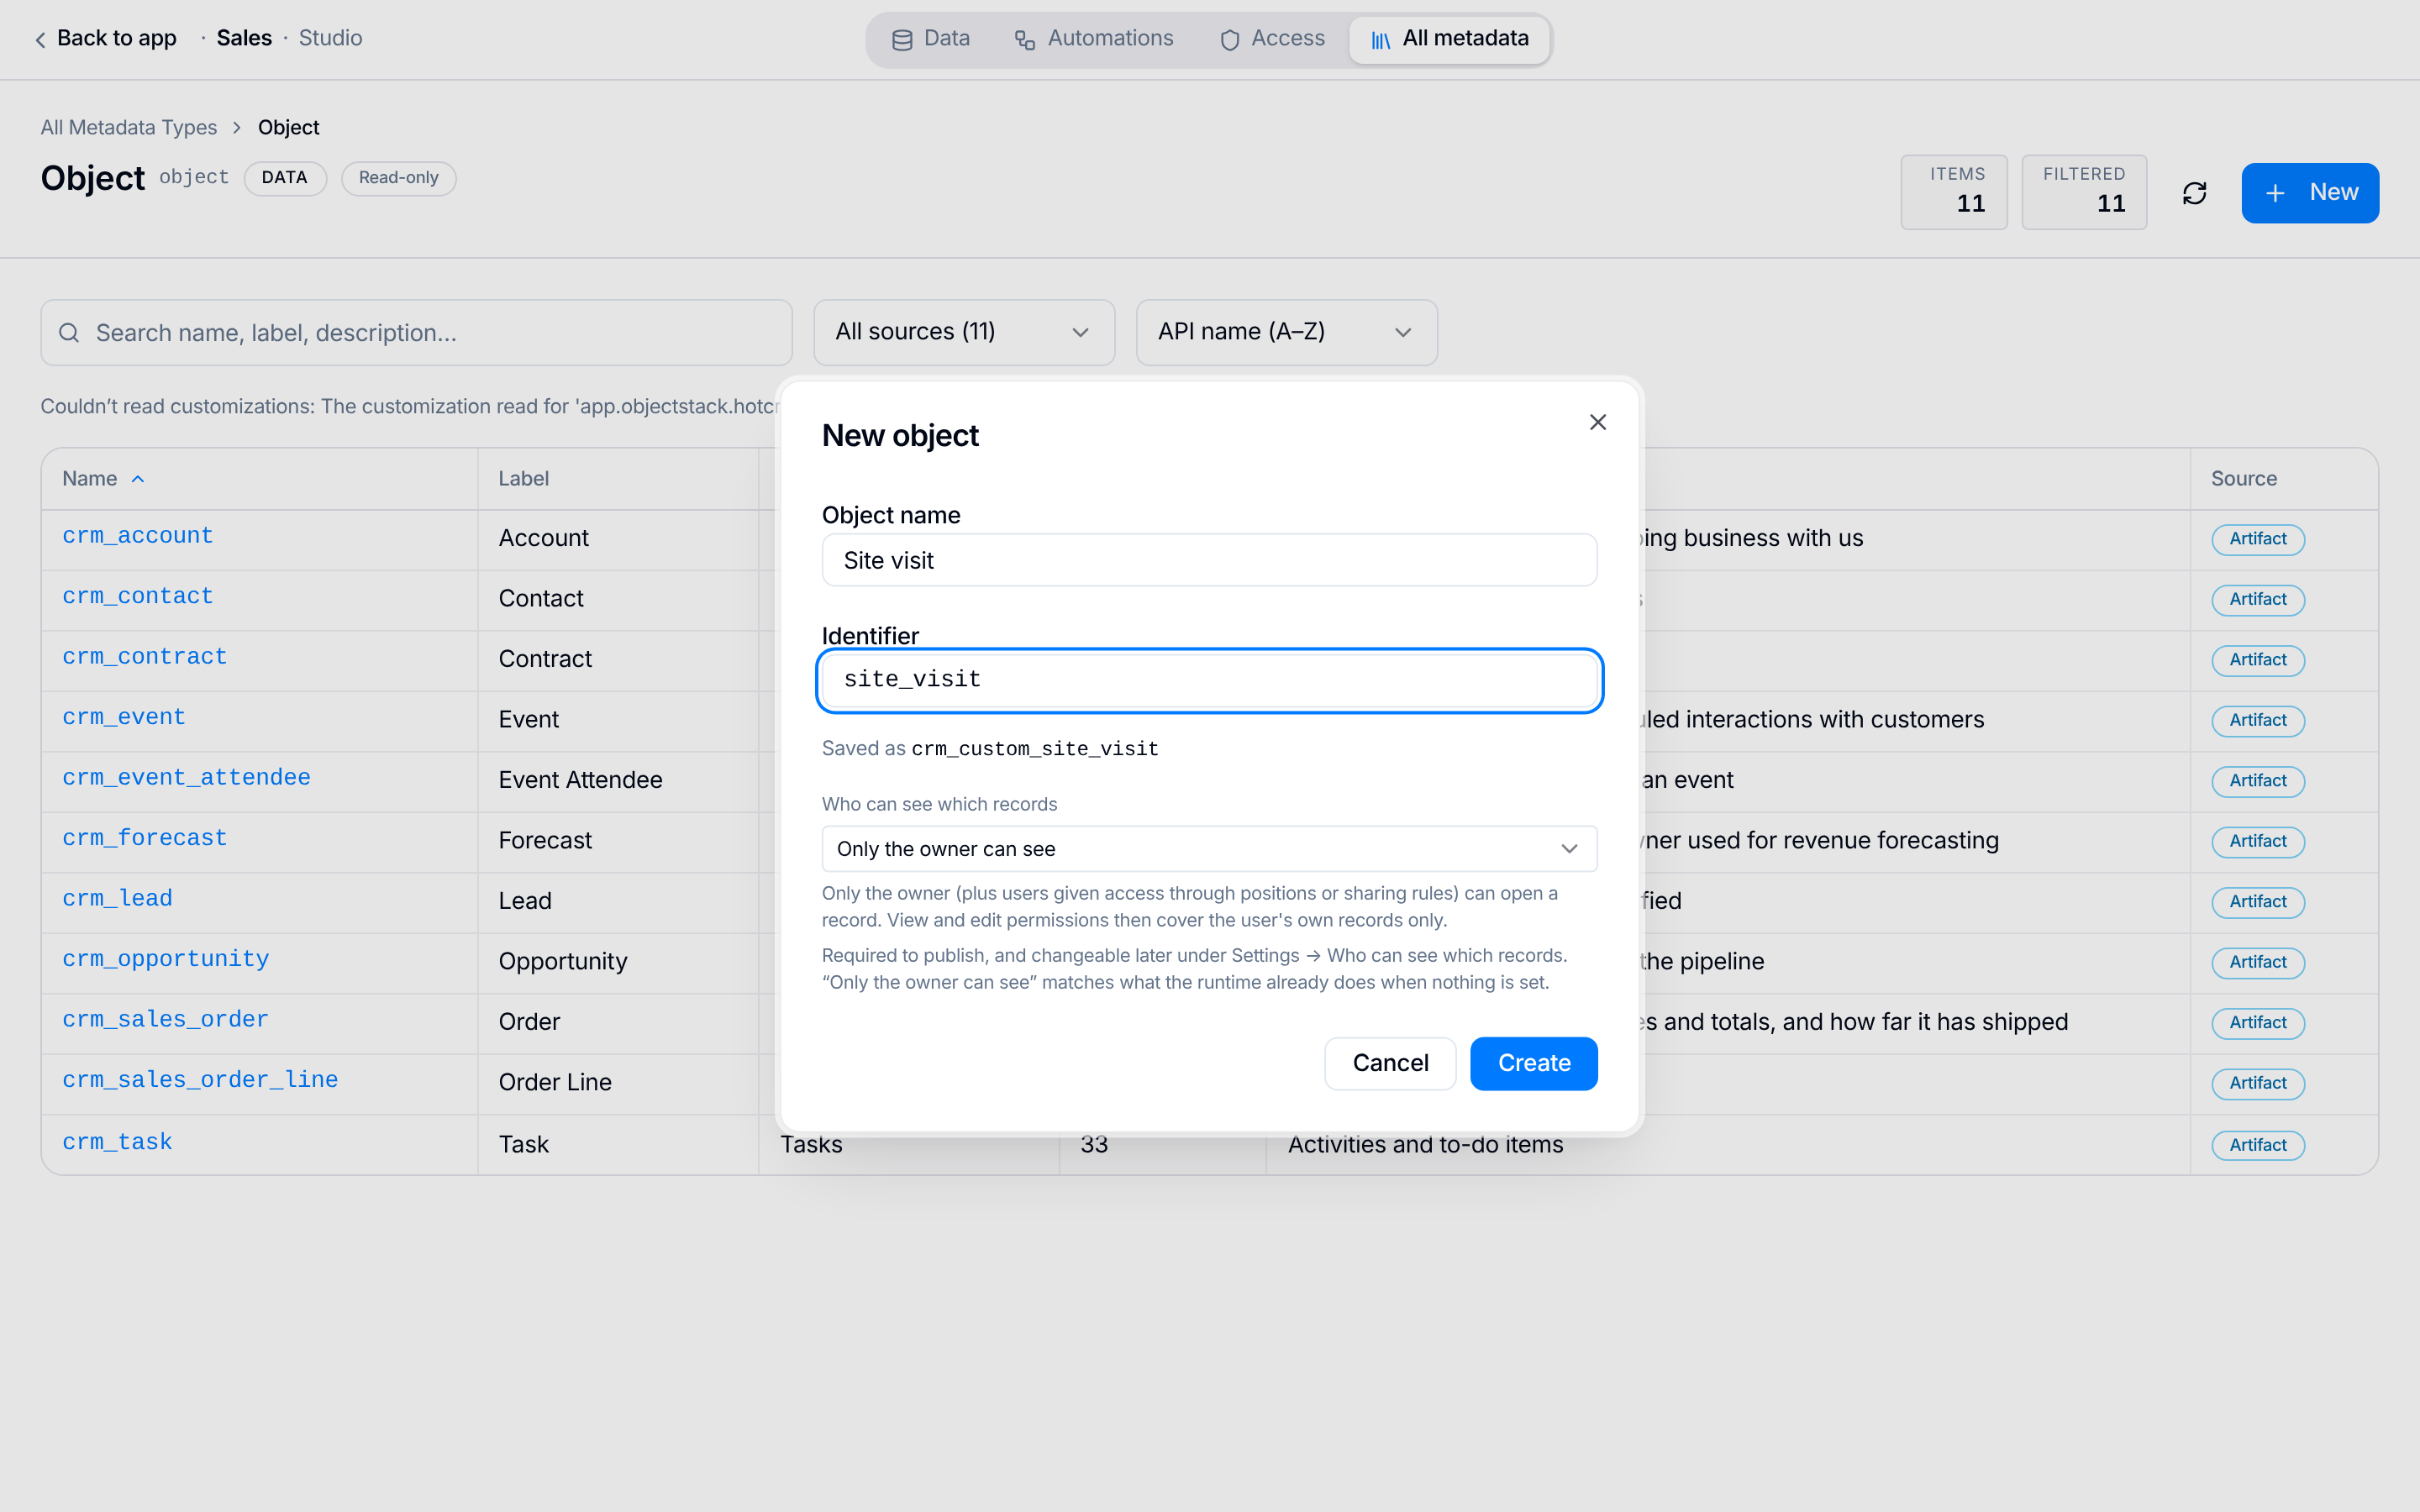 Back to app · Sales · Studio
Data Automations Access All metadata
All Metadata Types > Object
Object object DATA Read-only
ITEMS 11
FILTERED 11
New
Search name, label, description...
All sources (11)
API name (A–Z)
Couldn’t read customizations: The customization read for 'app.objectstack.hotcr
Name Label Source
crm_account Account ing business with us Artifact
crm_contact Contact Artifact
crm_contract Contract Artifact
crm_event Event led interactions with customers Artifact
crm_event_attendee Event Attendee an event Artifact
crm_forecast Forecast ner used for revenue forecasting Artifact
crm_lead Lead fied Artifact
crm_opportunity Opportunity the pipeline Artifact
crm_sales_order Order s and totals, and how far it has shipped Artifact
crm_sales_order_line Order Line Artifact
crm_task Task Tasks 33 Activities and to-do items Artifact
New object
Object name
Site visit
Identifier
site_visit
Saved as crm_custom_site_visit
Who can see which records
Only the owner can see
Only the owner (plus users given access through positions or sharing rules) can open a
record. View and edit permissions then cover the user's own records only.
Required to publish, and changeable later under Settings → Who can see which records.
“Only the owner can see” matches what the runtime already does when nothing is set.
Cancel Create